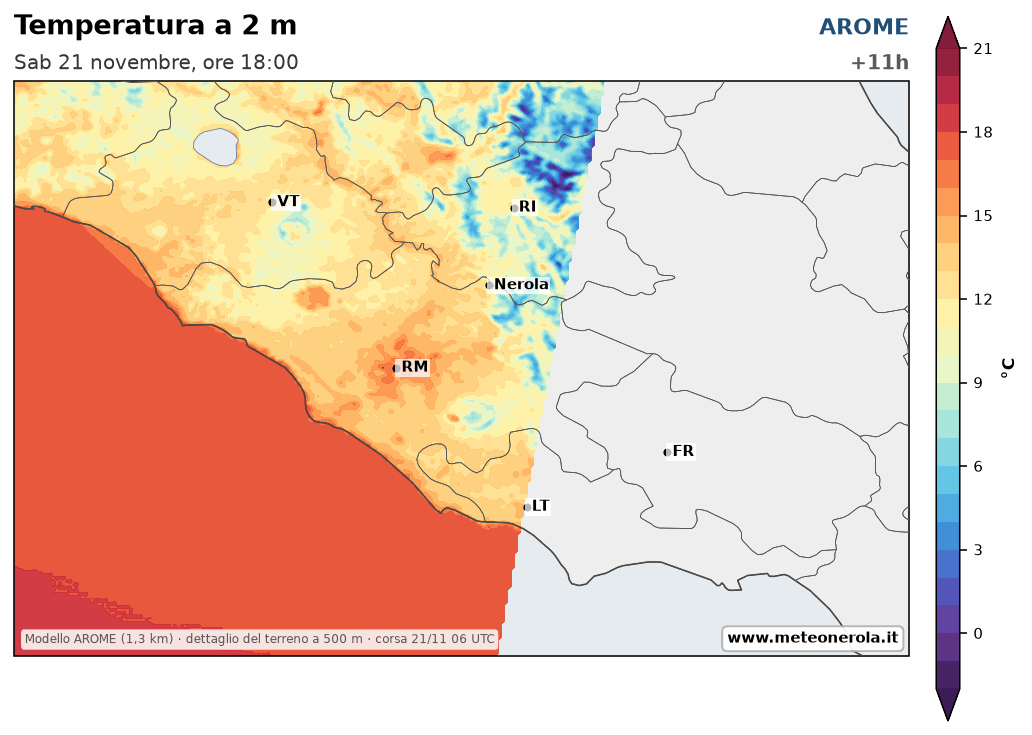 Temperatura a 2 m
AROME
Sab 21 novembre, ore 18:00
+11h
21
18
15
12
9
6
3
0
°C
VT
RI
Nerola
RM
FR
LT
Modello AROME (1,3 km) · dettaglio del terreno a 500 m · corsa 21/11 06 UTC
www.meteonerola.it